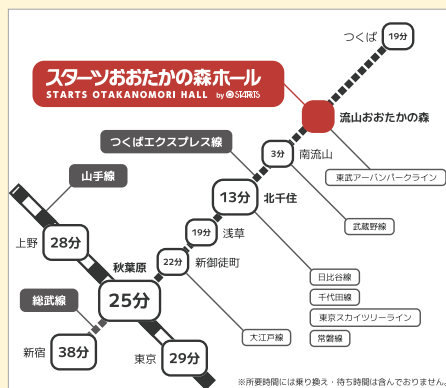 つくば
19分
スターツおおたかの森ホール
STARTS OTAKANOMORI HALL by STARTS
流山おおたかの森
つくばエクスプレス線
3分
南流山
東武アーバンパークライン
山手線
13分
北千住
武蔵野線
上野
28分
19分
浅草
秋葉原
22分
新御徒町
日比谷線
千代田線
東京スカイツリーライン
常磐線
総武線
25分
大江戸線
新宿
38分
東京
29分
※所要時間には乗り換え・待ち時間は含んでおりません。